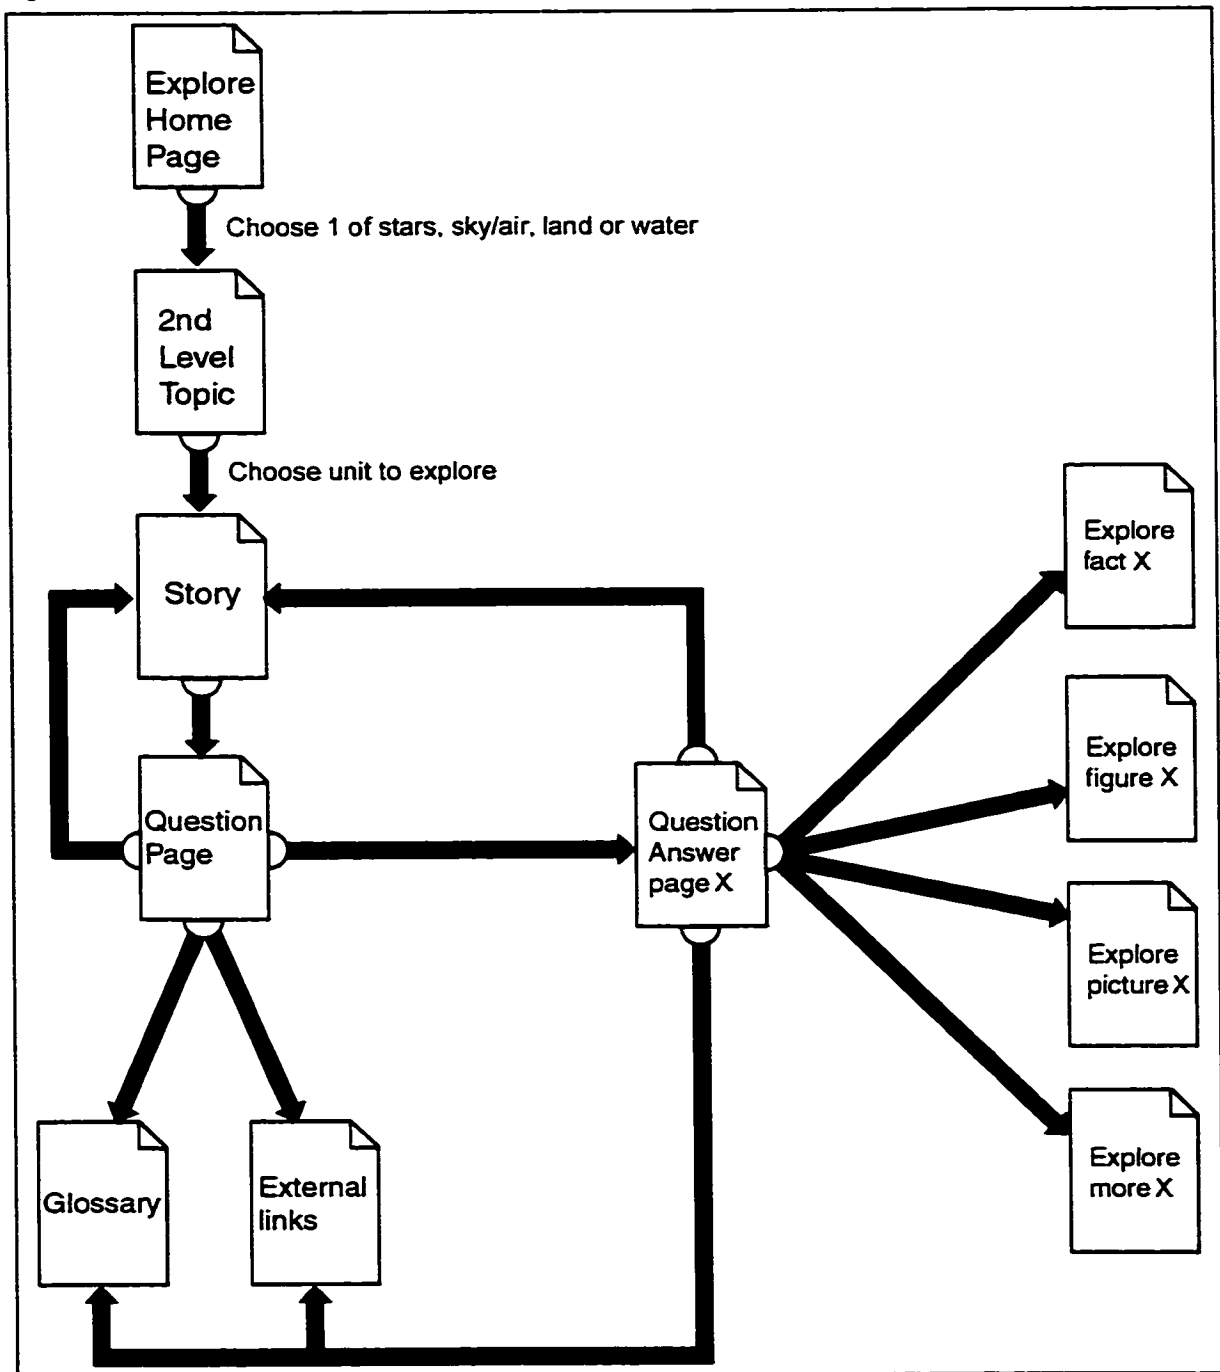 Explore
Home
Page
Choose 1 of stars, sky/air, land or water
2nd
Level
Topic
Choose unit to explore
Story
Explore
fact X
Explore
figure X
Question
Page
Question
Answer
page X
Explore
picture X
Explore
more X
Glossary
External
links